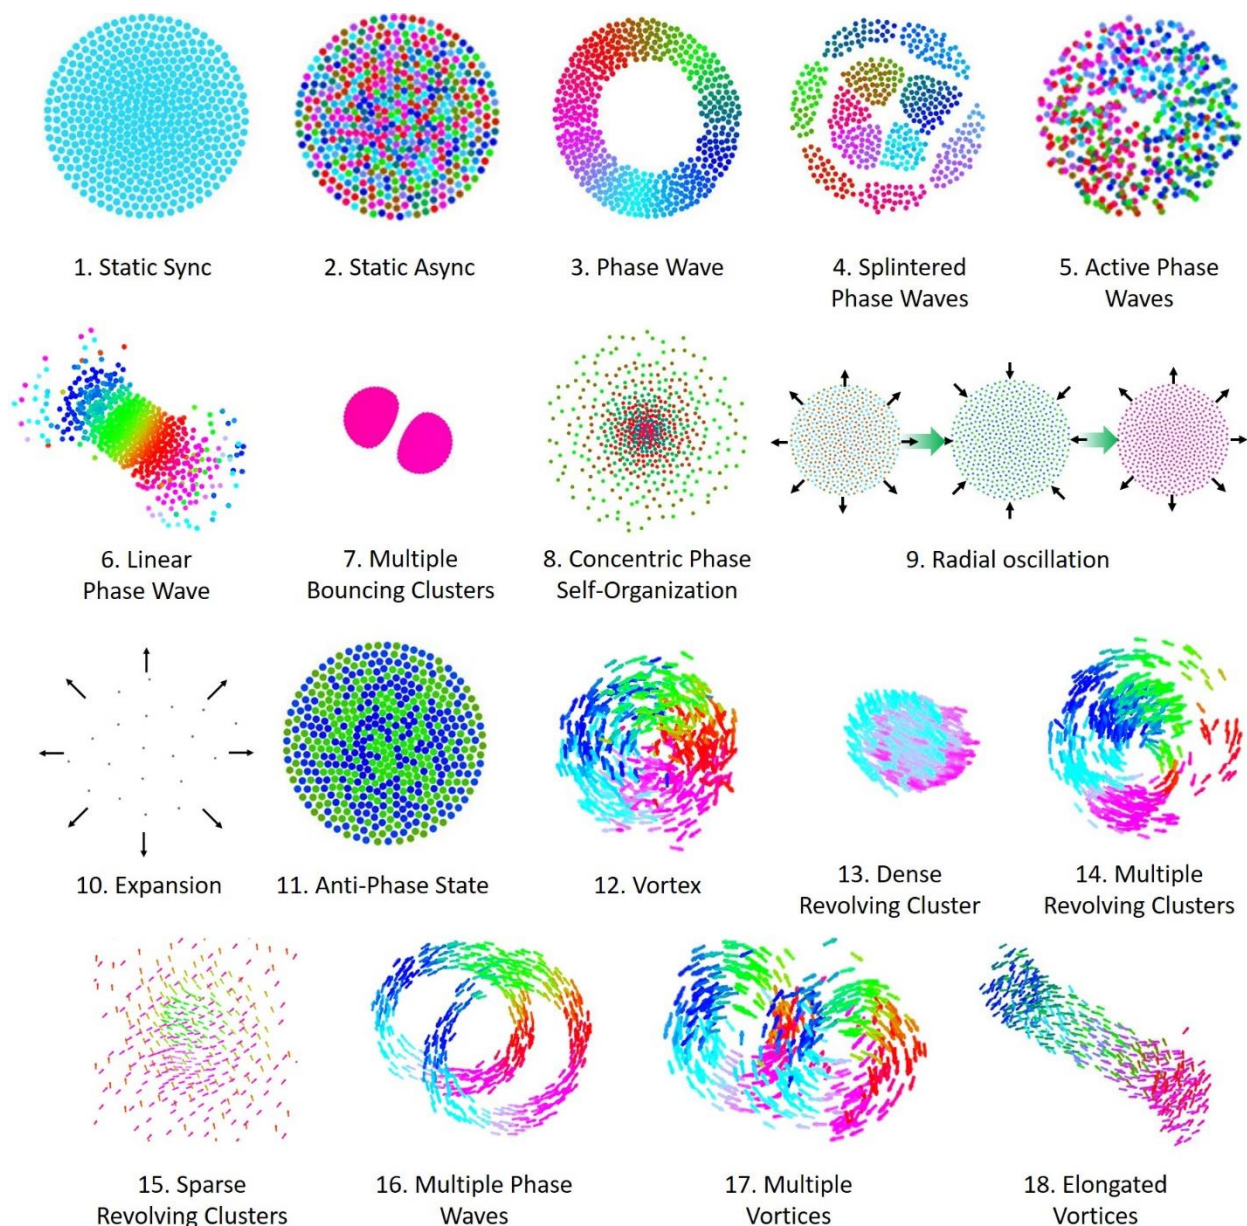 1. Static Sync
2. Static Async
3. Phase Wave
4. Splintered
Phase Waves
5. Active Phase
Waves
6. Linear
Phase Wave
7. Multiple
Bouncing Clusters
8. Concentric Phase
Self-Organization
9. Radial oscillation
10. Expansion
11. Anti-Phase State
12. Vortex
13. Dense
Revolving Cluster
14. Multiple
Revolving Clusters
15. Sparse
Revolving Clusters
16. Multiple Phase
Waves
17. Multiple
Vortices
18. Elongated
Vortices